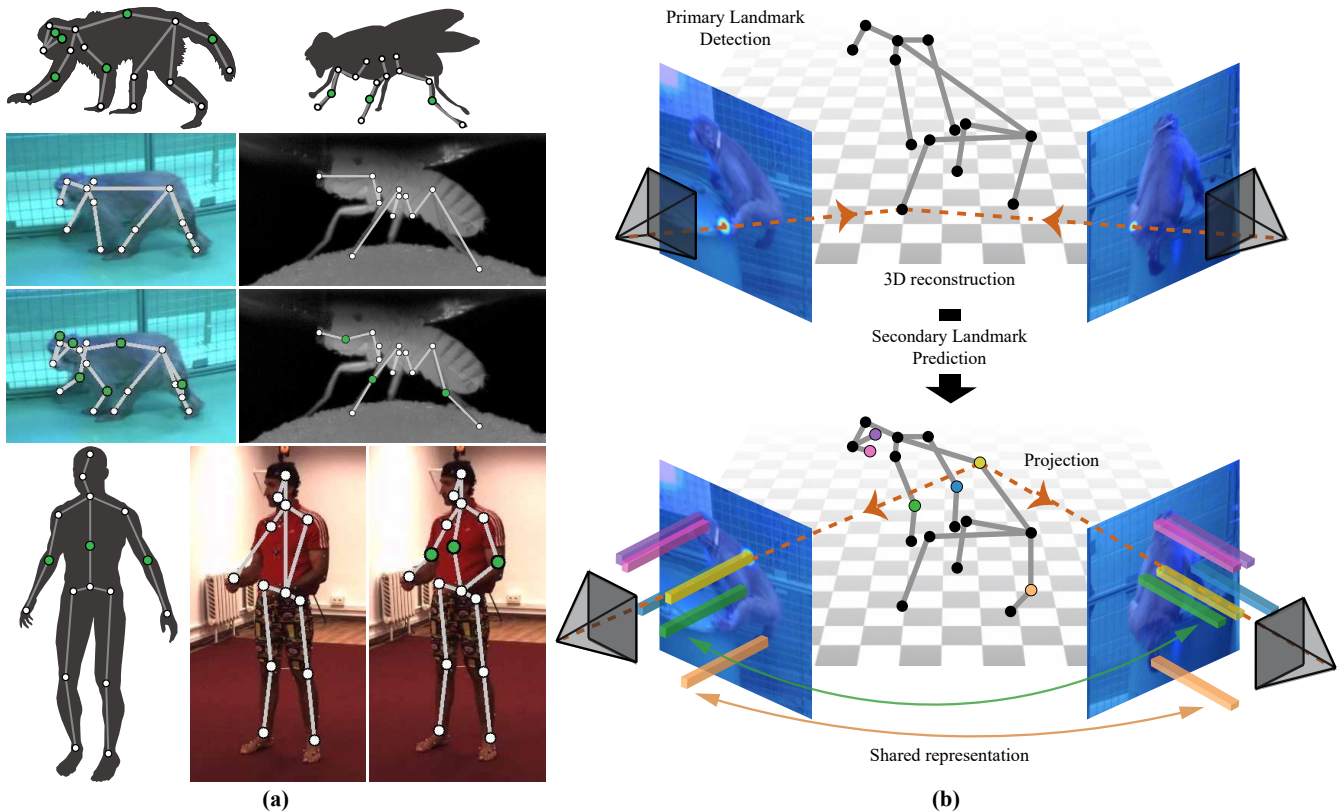 Primary Landmark
Detection
3D reconstruction
Secondary Landmark
Prediction
Projection
Shared representation
(a)
(b)